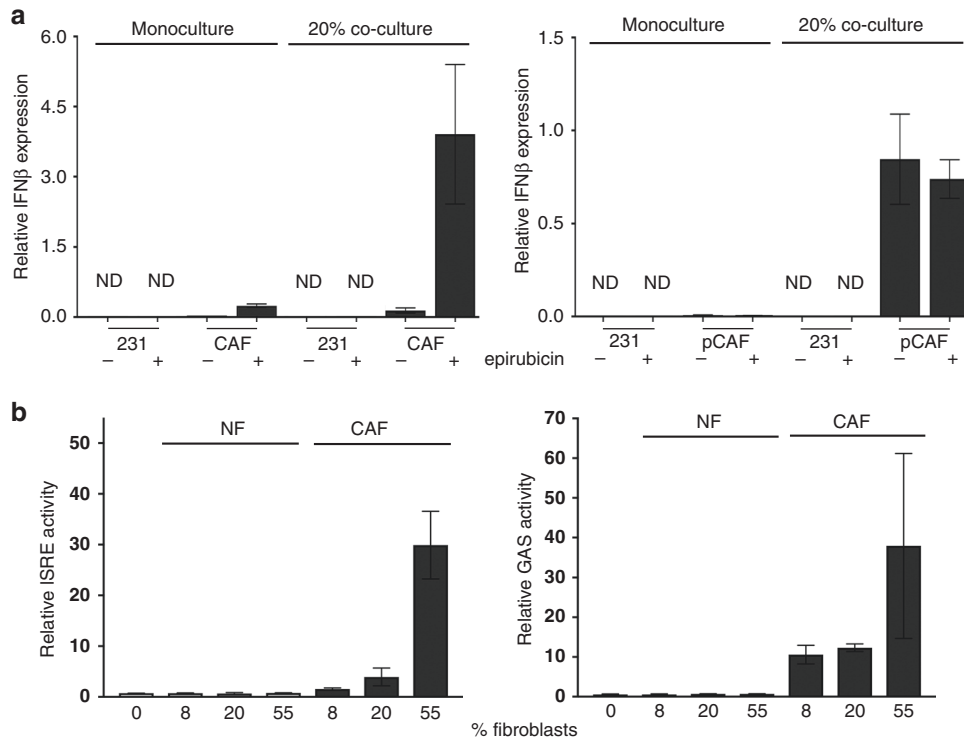 a
Monoculture 20% co-culture
Relative IFNβ expression
6.0
4.5
3.0
1.5
0.0
ND ND ND ND
231 CAF 231 CAF
– + – + – + – +
epirubicin
Monoculture 20% co-culture
Relative IFNβ expression
1.5
1.0
0.5
0.0
ND ND ND ND
231 pCAF 231 pCAF
– + – + – + – +
b
NF CAF
Relative ISRE activity
50
40
30
20
10
0
0 8 20 55 8 20 55
% fibroblasts
NF CAF
Relative GAS activity
70
60
50
40
30
20
10
0
0 8 20 55 8 20 55